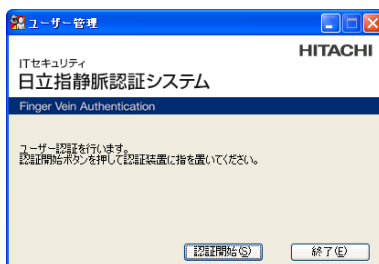 ユーザー管理
HITACHI
ITセキュリティ
日立指静脈認証システム
Finger Vein Authentication
ユーザー認証を行います。
認証開始ボタンを押して認証装置に指を置いてください。
認証開始(S)
終了(E)